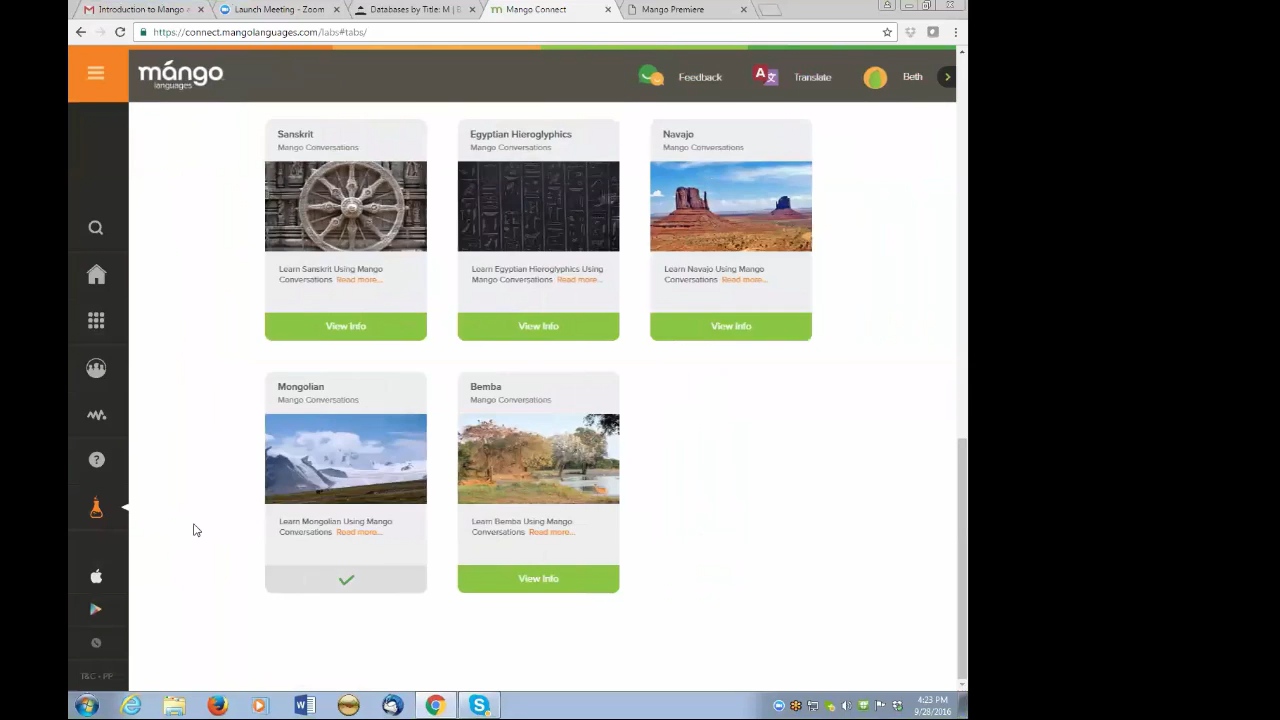 Introduction to Mango
Launch Meeting - Zoom
Databases by Title: M |
Mango Connect
Mango Premiere
https://connect.mangolanguages.com/labs#tabs/
mango
languages
Feedback
Translate
Beth
Sanskrit
Mango Conversations
Egyptian Hieroglyphics
Mango Conversations
Navajo
Mango Conversations
Learn Sanskrit Using Mango
Conversations Read more...
Learn Egyptian Hieroglyphics Using
Mango Conversations Read more...
Learn Navajo Using Mango
Conversations Read more...
View Info
View Info
View Info
Mongolian
Mango Conversations
Bemba
Mango Conversations
Learn Mongolian Using Mango
Conversations Read more...
Learn Bemba Using Mango
Conversations Read more...
View Info
T&C • PP
4:23 PM
9/28/2016